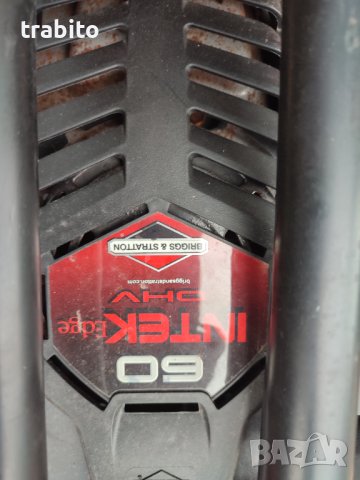 trabito
60
INTEK Edge
OHV
briggsandstratton.com
BRIGGS & STRATTON
BAZAR